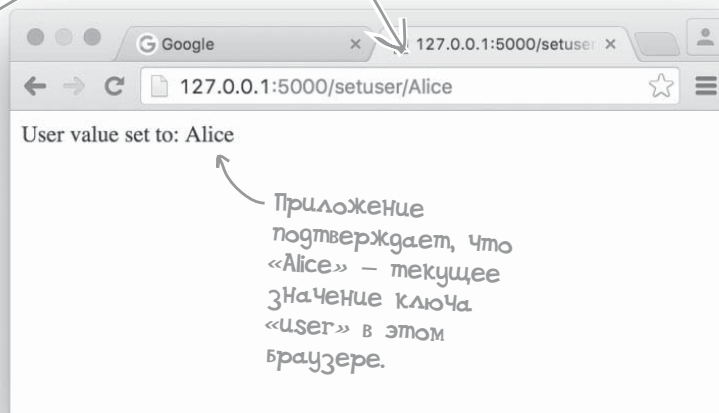 Google
127.0.0.1:5000/setuser
127.0.0.1:5000/setuser/Alice
User value set to: Alice
Приложение
подтверждает, что
«Alice» — текущее
значение ключа
«user» в этом
браузере.